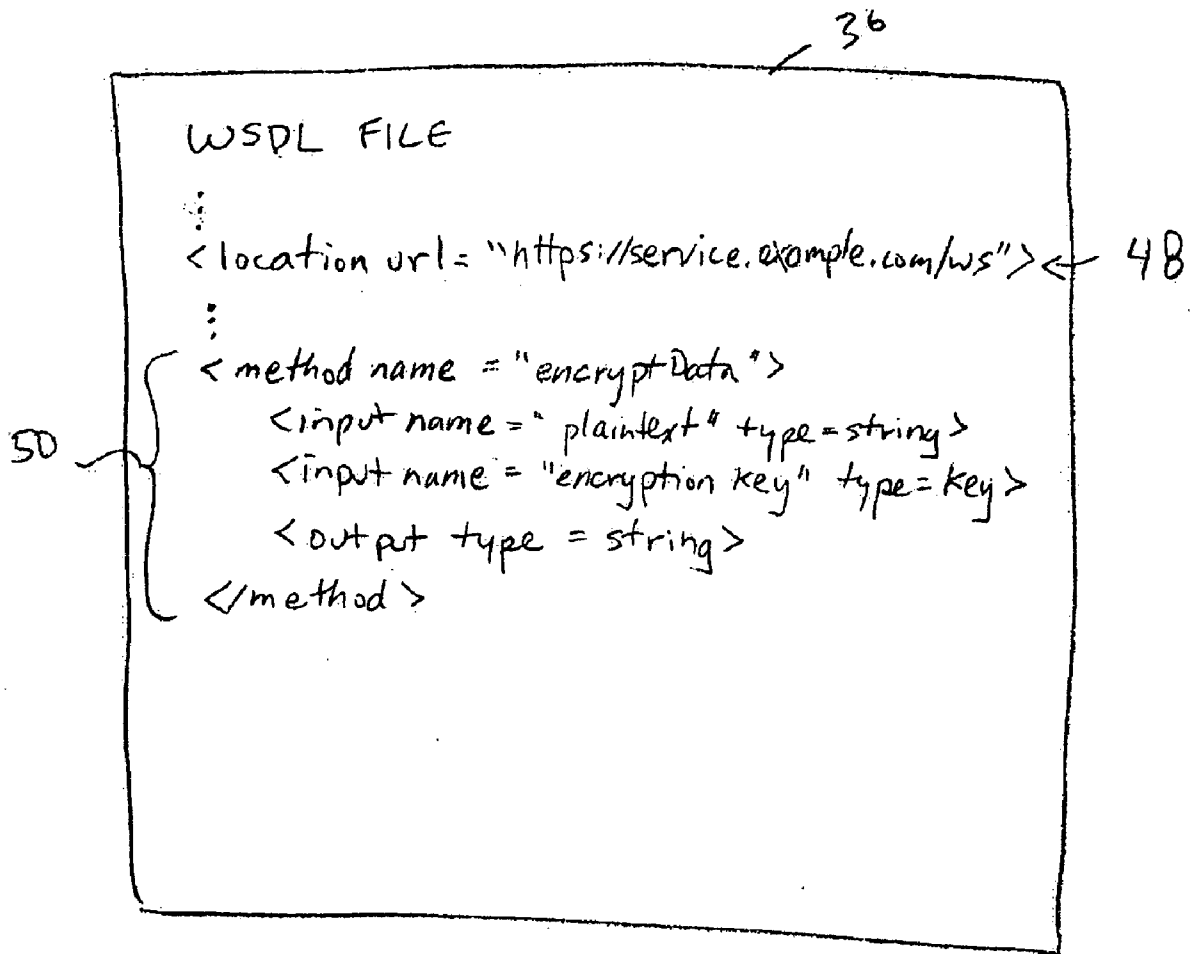 36
WSDL FILE
⋮
<location url="https://service.example.com/ws"> 48
⋮
<method name = "encryptData">
<input name = "plaintext" type=string>
50
<input name = "encryption key" type=key>
<output type = string>
</method>